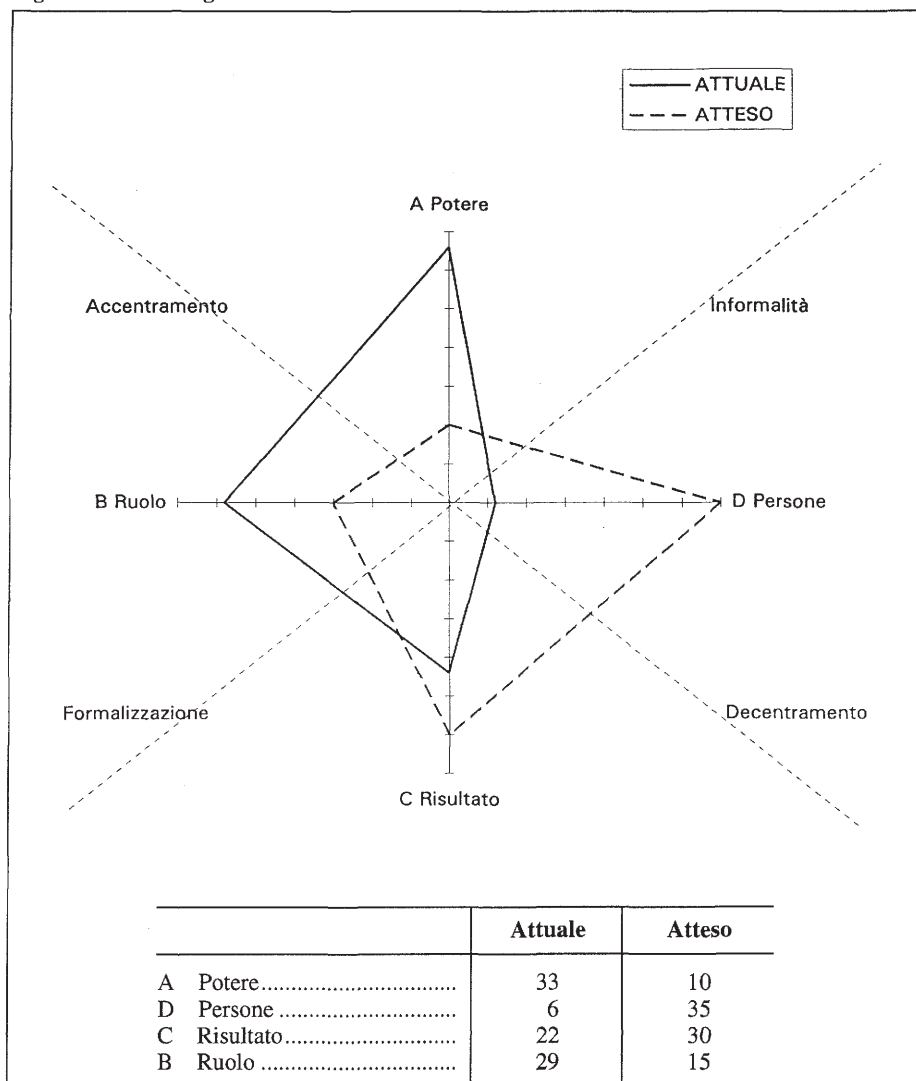 ATTUALE
ATTESO
A Potere
Accentramento
Informalità
B Ruolo
D Persone
Formalizzazione
Decentramento
C Risultato
Attuale Atteso
A Potere................................ 33 10
D Persone ............................. 6 35
C Risultato............................ 22 30
B Ruolo ................................ 29 15